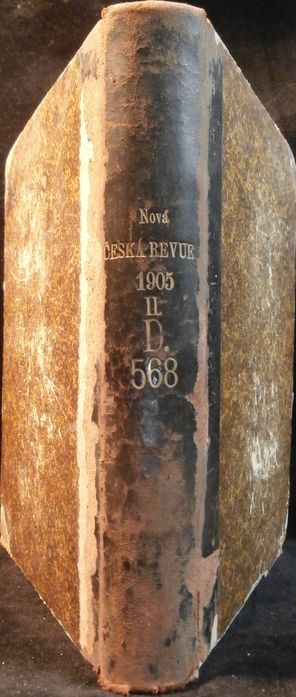 Nová
ČESKÁ REVUE
1905
II
D.
568